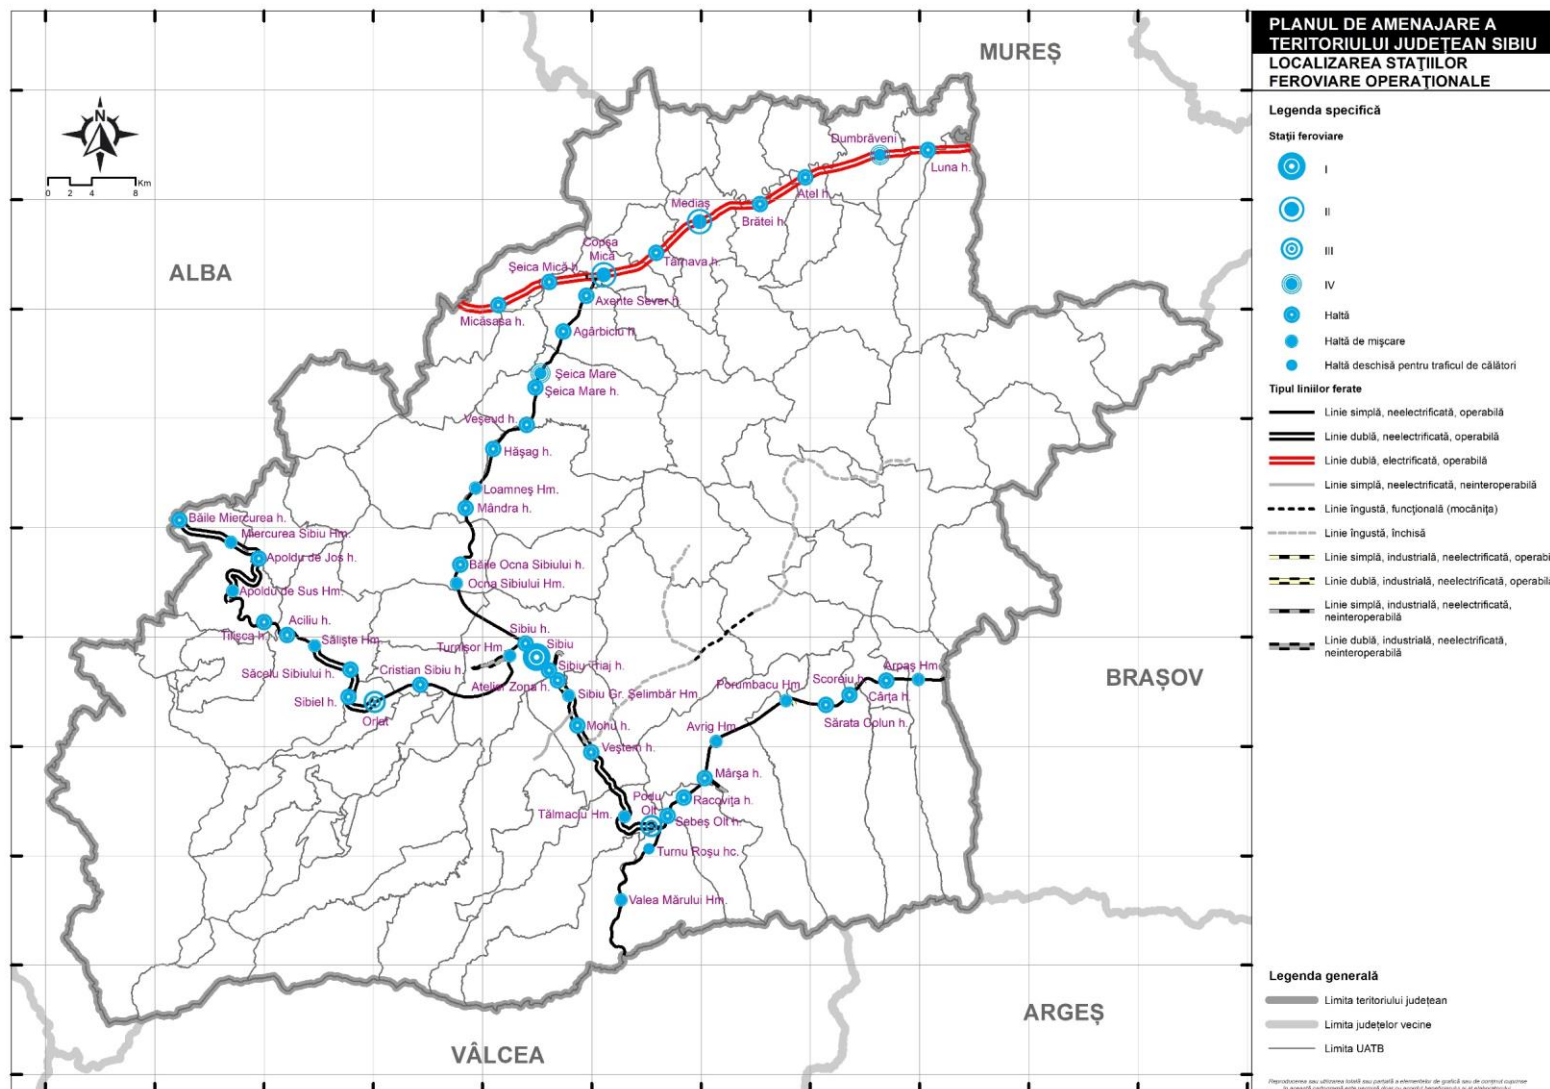 PLANUL DE AMENAJARE A
TERITORIULUI JUDEȚEAN SIBIU
LOCALIZAREA STAȚIILOR
FEROVIARE OPERAȚIONALE
Legenda specifică
Stații feroviare
I
II
III
IV
Haltă
Haltă de mișcare
Haltă deschisă pentru traficul de călători
Tipul liniilor ferate
Linie simplă, neelectrificată, operabilă
Linie dublă, neelectrificată, operabilă
Linie dublă, electrificată, operabilă
Linie simplă, neelectrificată, neinteroperabilă
Linie îngustă, funcțională (mocănița)
Linie îngustă, închisă
Linie simplă, industrială, neelectrificată, operabi
Linie dublă, industrială, neelectrificată, operabilă
Linie simplă, industrială, neelectrificată,
neinteroperabilă
Linie dublă, industrială, neelectrificată,
neinteroperabilă
Legenda generală
Limita teritoriului județean
Limita județelor vecine
Limita UATB
N
0 2 4 8 Km
MUREȘ
ALBA
BRAȘOV
ARGEȘ
VÂLCEA
Dumbrăveni
Luna h.
Ațel h.
Mediaș
Brătei h.
Copșa
Mică
Târnava h.
Șeica Mică h.
Axente Sever h.
Micăsasa h.
Agârbiciu h.
Șeica Mare
Șeica Mare h.
Veseud h.
Hășag h.
Loamneș Hm.
Mândra h.
Băile Miercurea h.
Miercurea Sibiu Hm.
Apoldu de Jos h.
Băile Ocna Sibiului h.
Ocna Sibiului Hm.
Apoldu de Sus Hm.
Aciliu h.
Tilișca h.
Săliște Hm
Sibiu h.
Sibiu
Turnișor Hm
Sibiu Triaj h.
Săcelu Sibiului h.
Cristian Sibiu h.
Atelier Zona h.
Sibiu Gr. Șelimbăr Hm.
Sibiel h.
Orlat
Mohu h.
Veștem h.
Arpaș Hm.
Scoreiu h.
Porumbacu Hm.
Cârța h.
Sărata Colun h.
Avrig Hm.
Mârșa h.
Racovița h.
Podu
Olt
Tălmaciu Hm.
Sebeș Olt h.
Turnu Roșu hc.
Valea Mărului Hm.